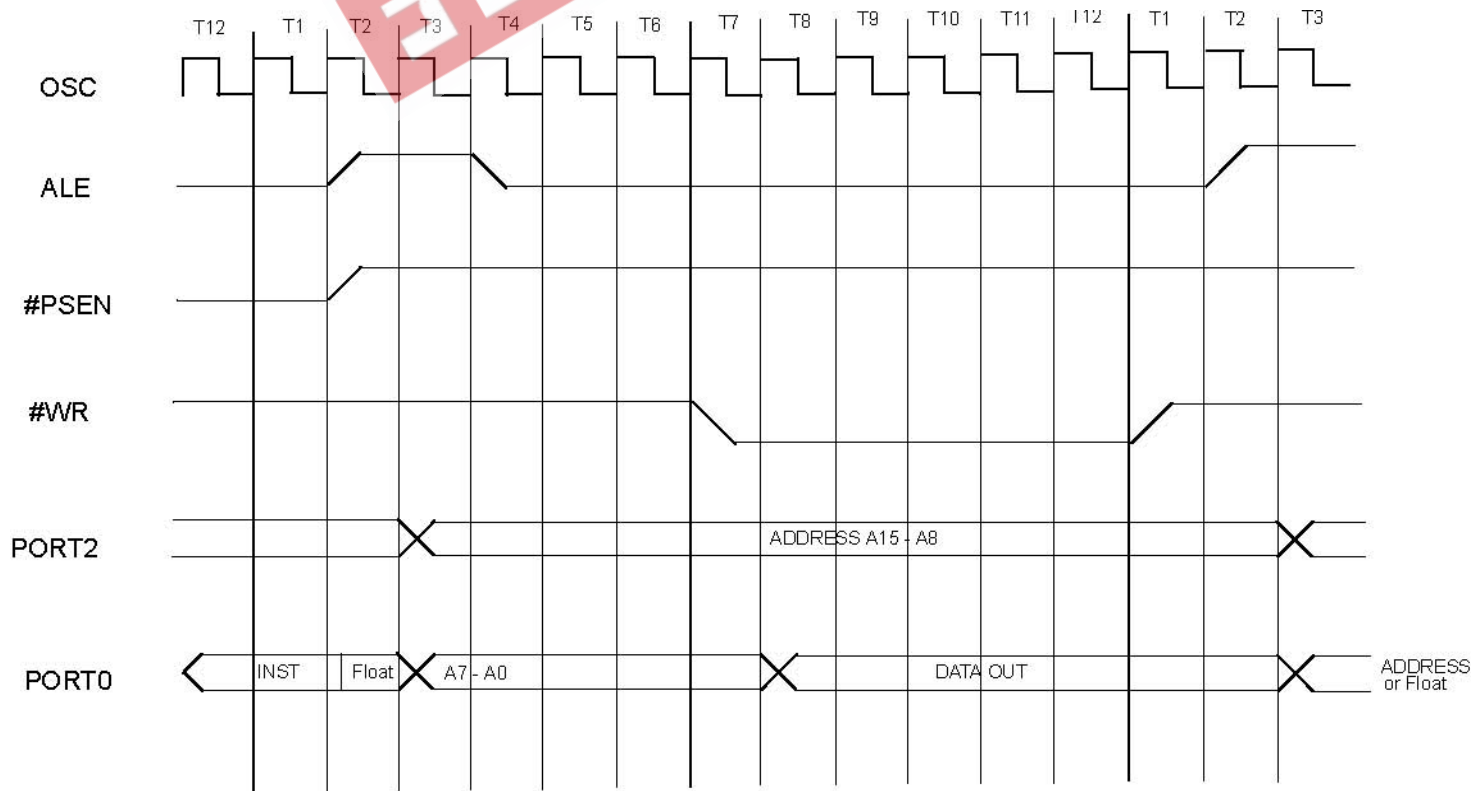 T12 T1 T2 T3 T4 T5 T6 T7 T8 T9 T10 T11 T12 T1 T2 T3
OSC
ALE
#PSEN
#WR
PORT2 ADDRESS A15 - A8
PORT0 INST Float A7 - A0 DATA OUT ADDRESS
or Float